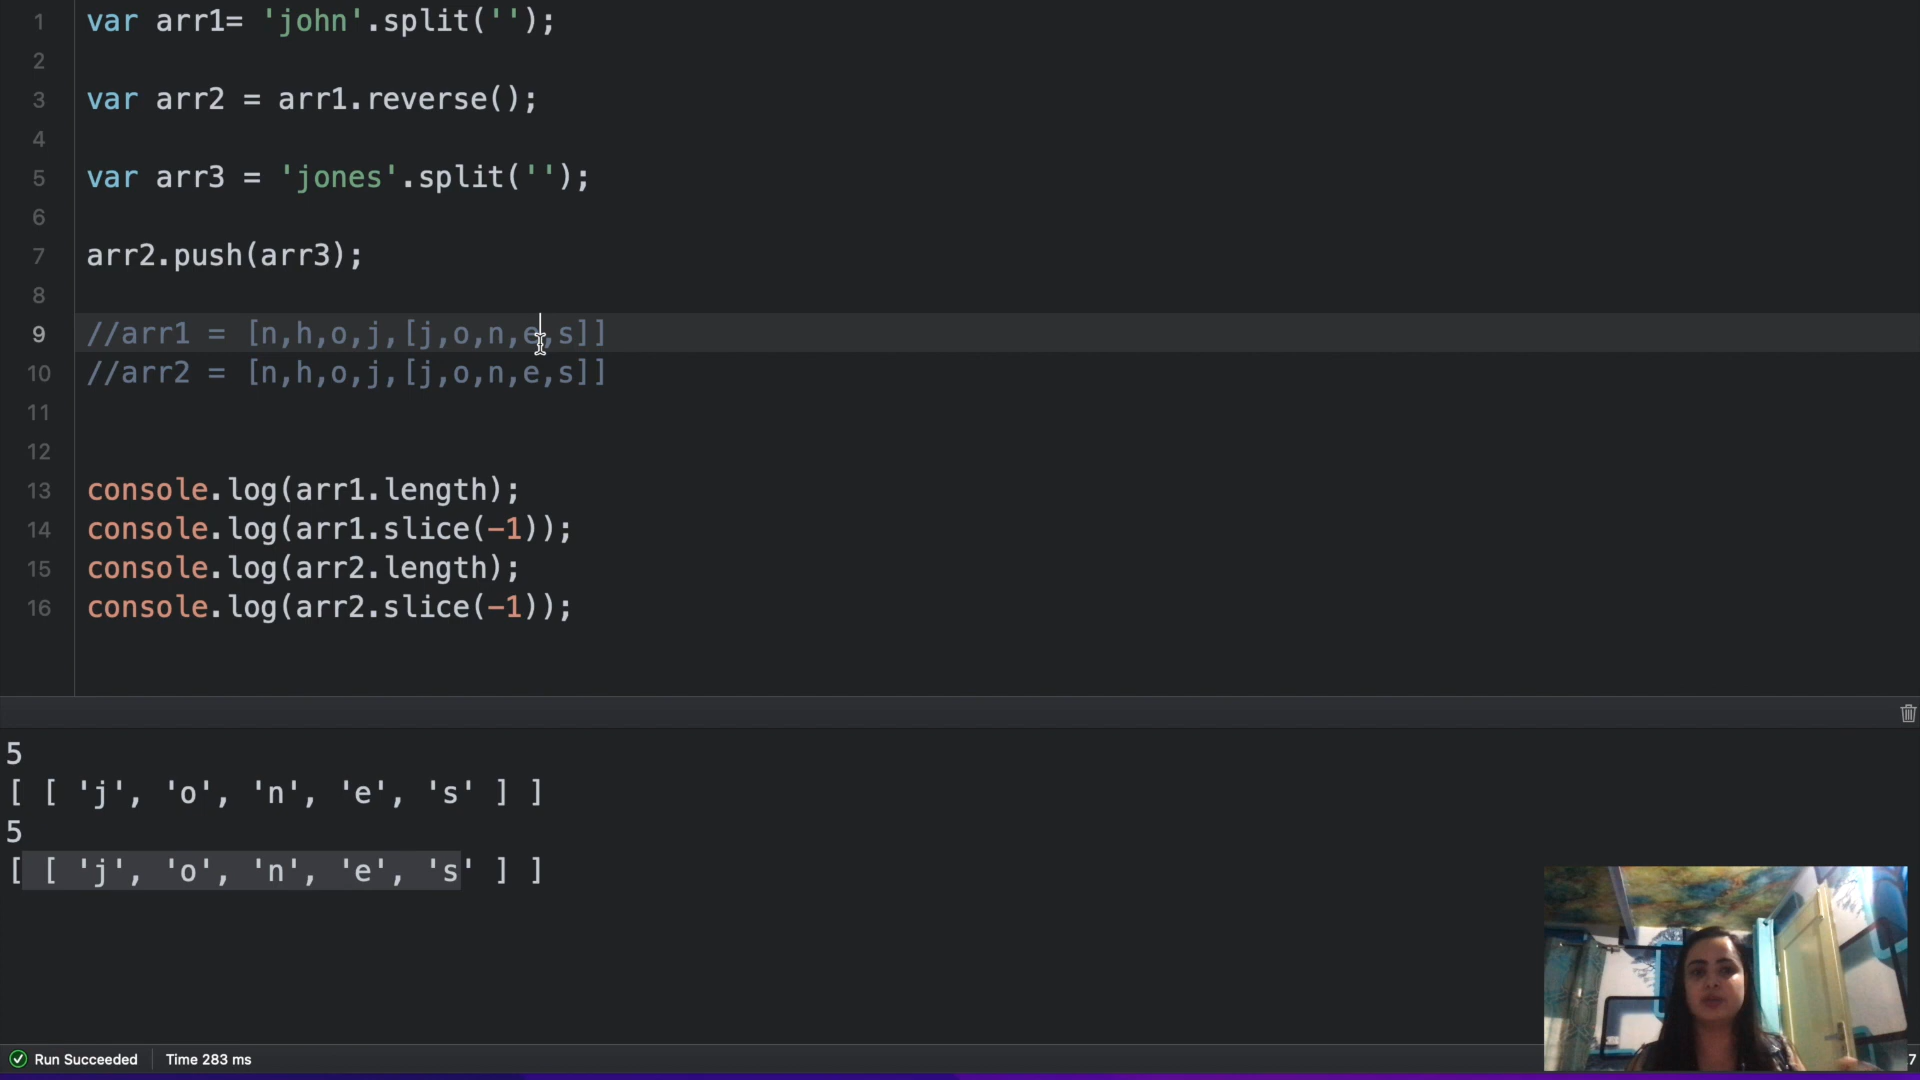 1 var arr1= 'john'.split('');
2
3 var arr2 = arr1.reverse();
4
5 var arr3 = 'jones'.split('');
6
7 arr2.push(arr3);
8
9 //arr1 = [n,h,o,j,[j,o,n,e,s]]
10 //arr2 = [n,h,o,j,[j,o,n,e,s]]
11
12
13 console.log(arr1.length);
14 console.log(arr1.slice(-1));
15 console.log(arr2.length);
16 console.log(arr2.slice(-1));
5
[ [ 'j', 'o', 'n', 'e', 's' ] ]
5
[ [ 'j', 'o', 'n', 'e', 's' ] ]
Run Succeeded Time 283 ms 7